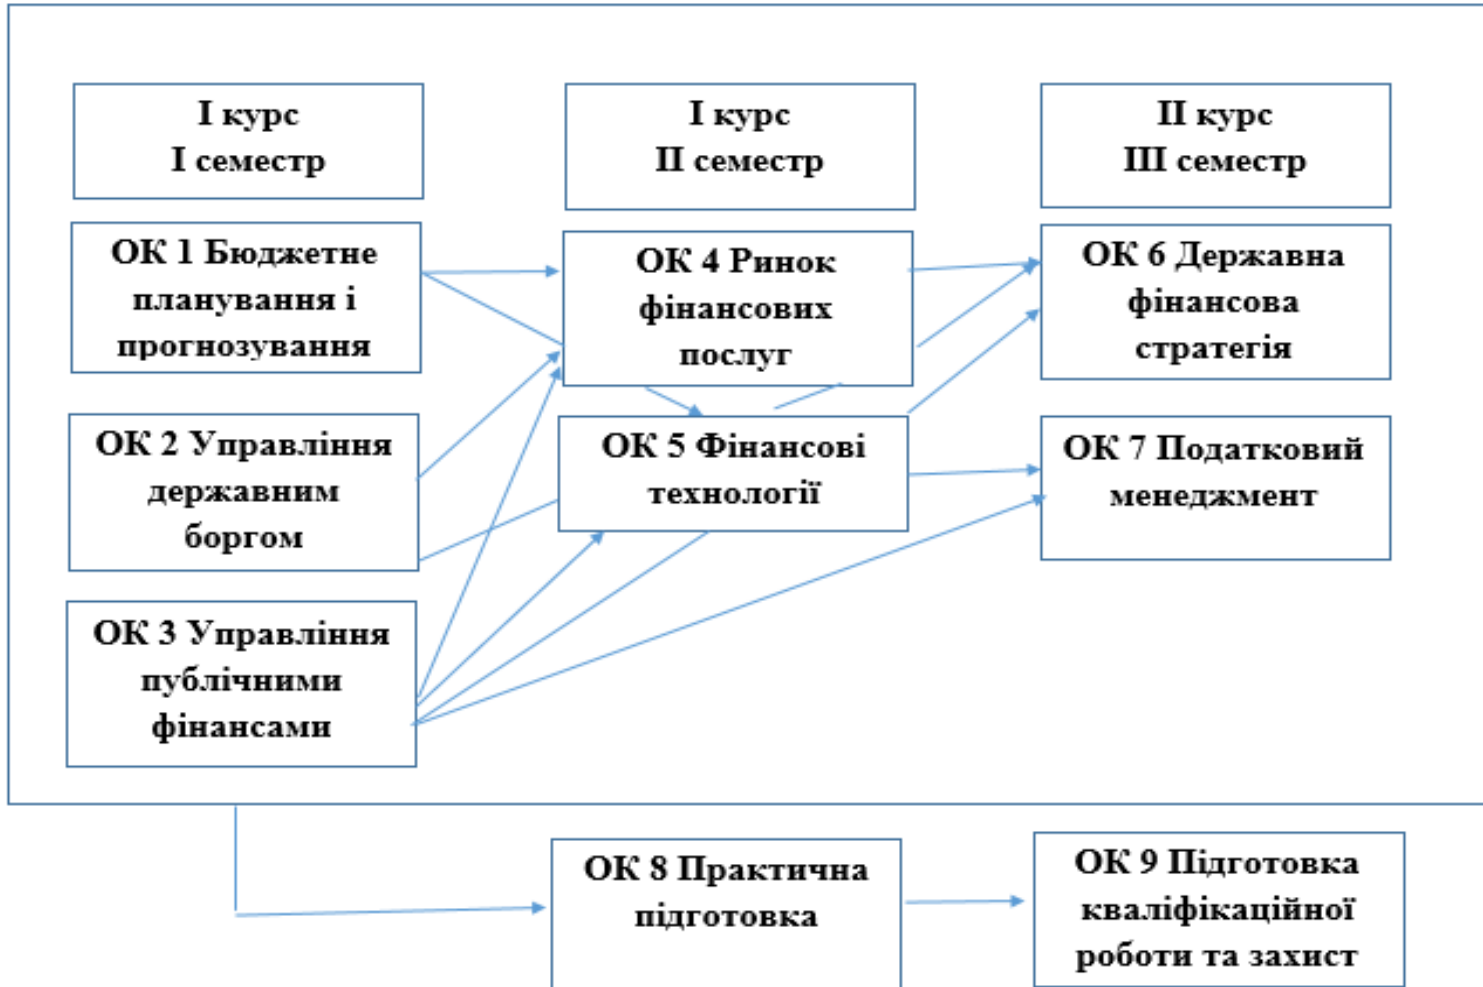 І курс
І семестр
І курс
ІІ семестр
ІІ курс
ІІІ семестр
ОК 1 Бюджетне
планування і
прогнозування
ОК 4 Ринок
фінансових
послуг
ОК 6 Державна
фінансова
стратегія
ОК 2 Управління
державним
боргом
ОК 5 Фінансові
технології
ОК 7 Податковий
менеджмент
ОК 3 Управління
публічними
фінансами
ОК 8 Практична
підготовка
ОК 9 Підготовка
кваліфікаційної
роботи та захист